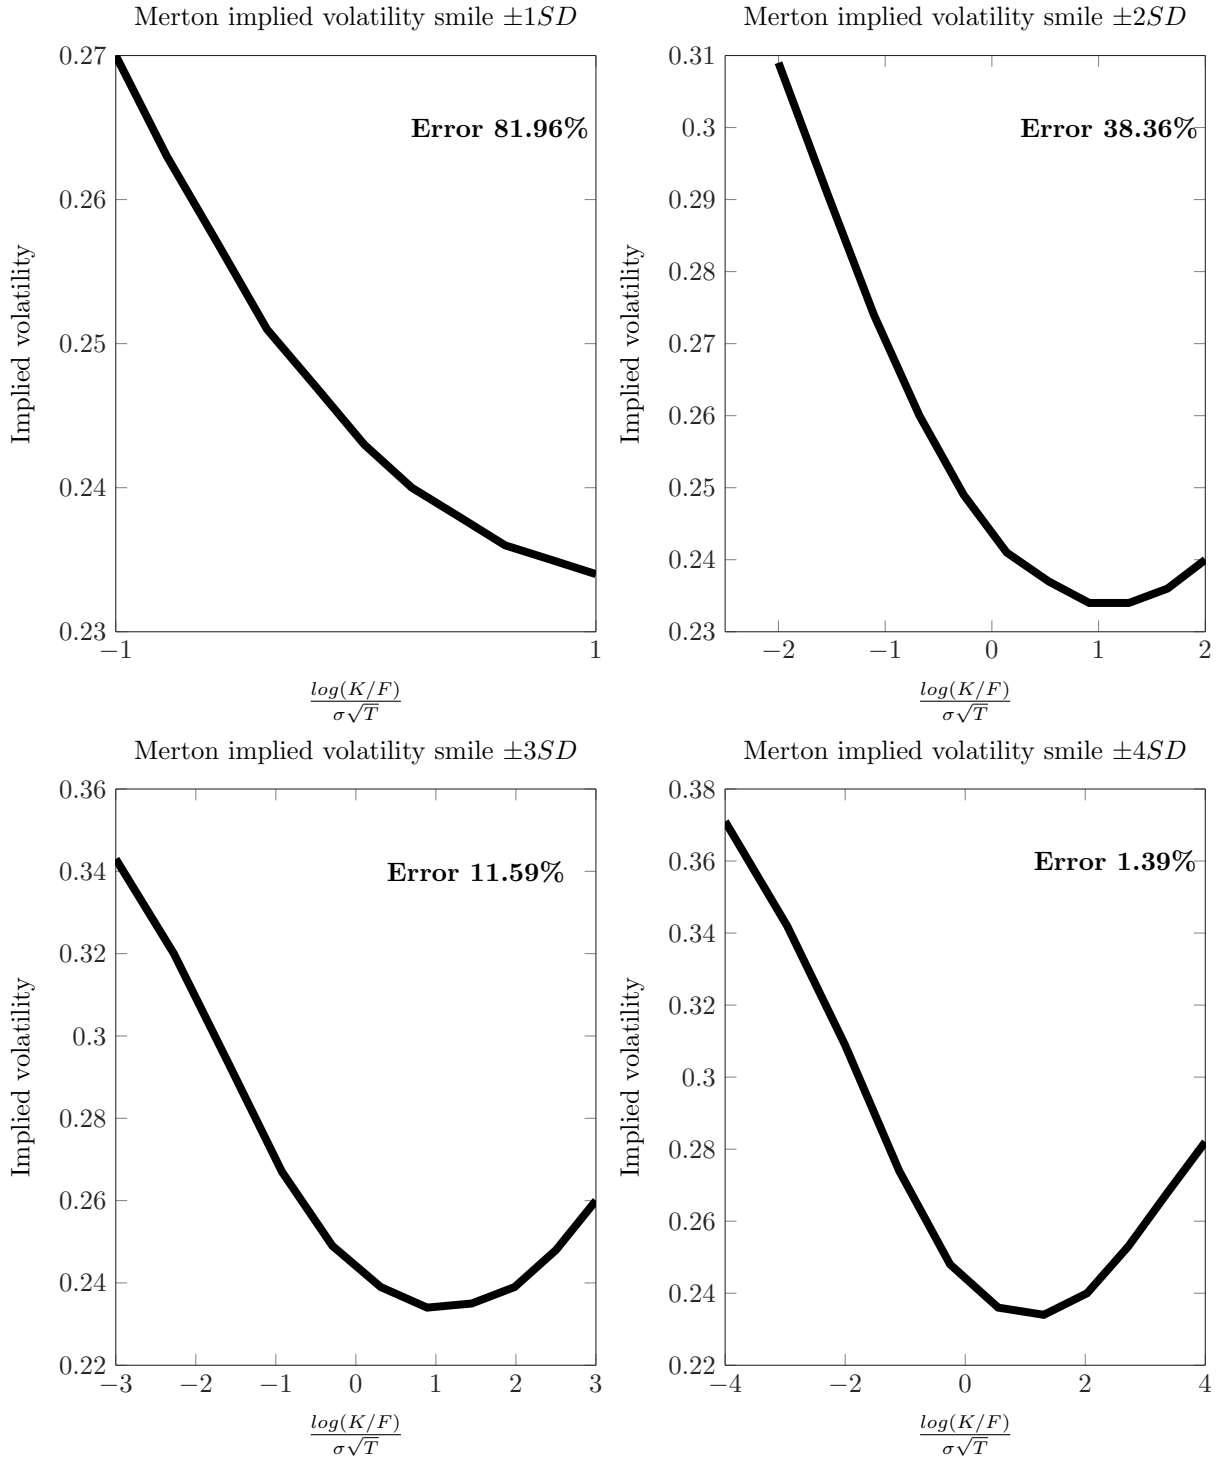 Merton implied volatility smile ±1SD
Error 81.96%
Implied volatility
0.27
0.26
0.25
0.24
0.23
−1
1
log(K/F)
σ√T
Merton implied volatility smile ±2SD
Error 38.36%
Implied volatility
0.31
0.3
0.29
0.28
0.27
0.26
0.25
0.24
0.23
−2
−1
0
1
2
log(K/F)
σ√T
Merton implied volatility smile ±3SD
Error 11.59%
Implied volatility
0.36
0.34
0.32
0.3
0.28
0.26
0.24
0.22
−3
−2
−1
0
1
2
3
log(K/F)
σ√T
Merton implied volatility smile ±4SD
Error 1.39%
Implied volatility
0.38
0.36
0.34
0.32
0.3
0.28
0.26
0.24
0.22
−4
−2
0
2
4
log(K/F)
σ√T